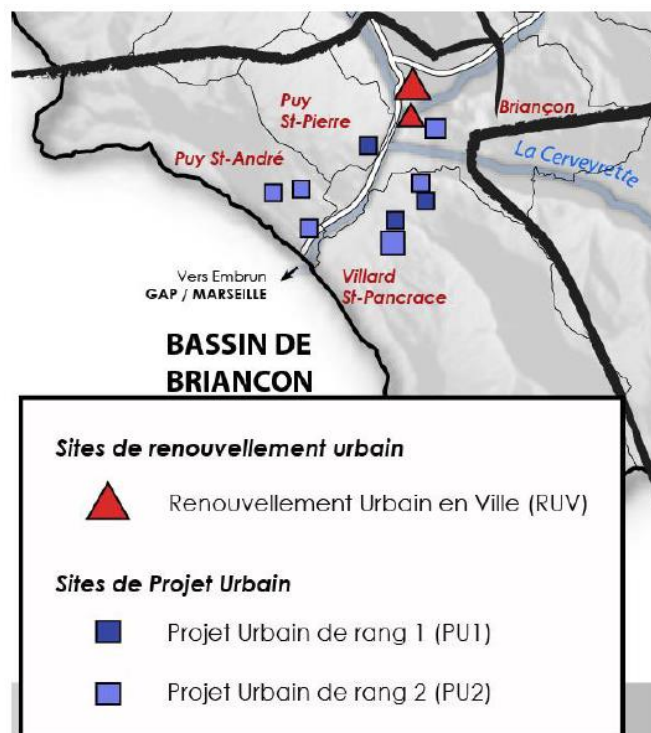 Puy
St-Pierre
Briançon
Puy St-André
La Cerveyrette
Vers Embrun
GAP / MARSEILLE
Villard
St-Pancrace
BASSIN DE
BRIANCON
Sites de renouvellement urbain
Renouvellement Urbain en Ville (RUV)
Sites de Projet Urbain
Projet Urbain de rang 1 (PU1)
Projet Urbain de rang 2 (PU2)